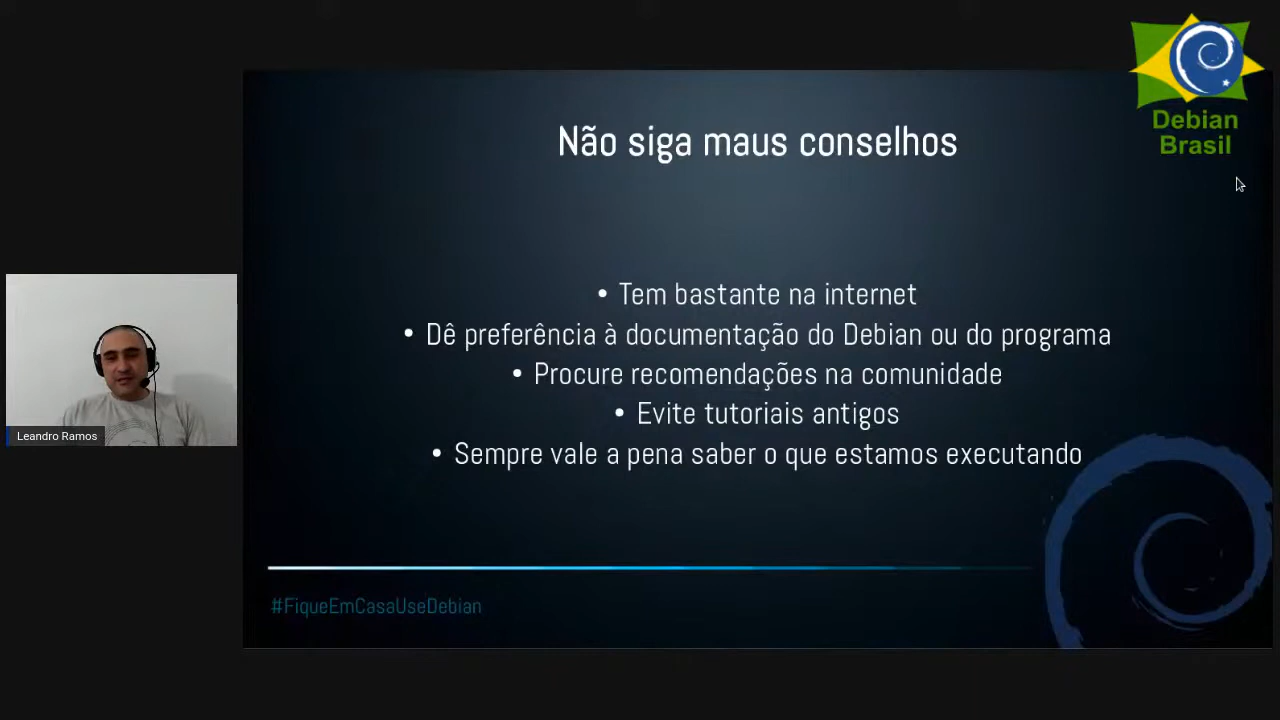 Debian
Brasil
Não siga maus conselhos
• Tem bastante na internet
• Dê preferência à documentação do Debian ou do programa
• Procure recomendações na comunidade
• Evite tutoriais antigos
• Sempre vale a pena saber o que estamos executando
Leandro Ramos
#FiqueEmCasaUseDebian